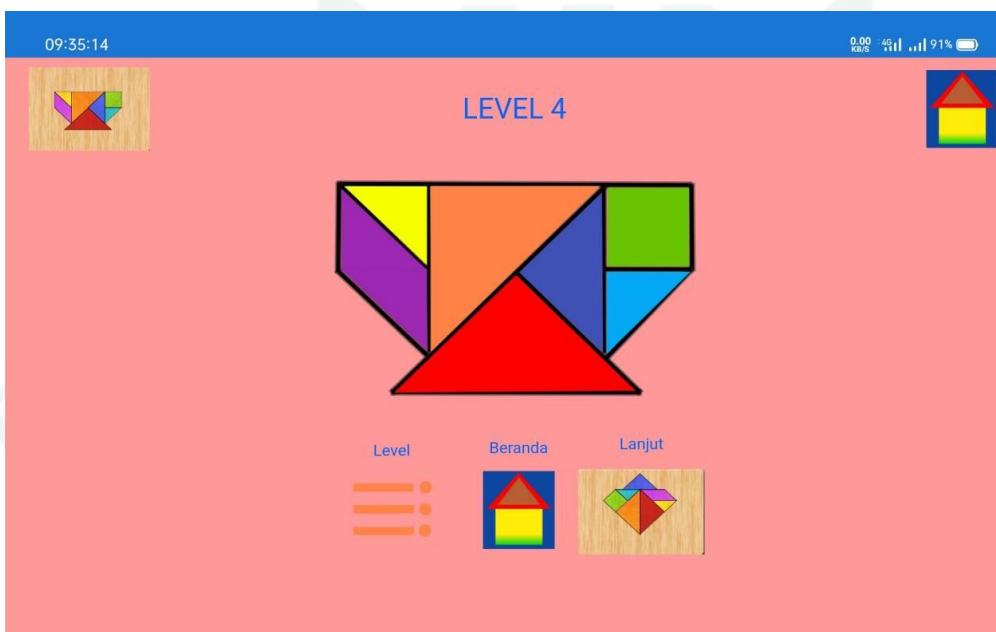 09:35:14
0.00 KB/S 4G 91%
LEVEL 4
Level
Beranda
Lanjut